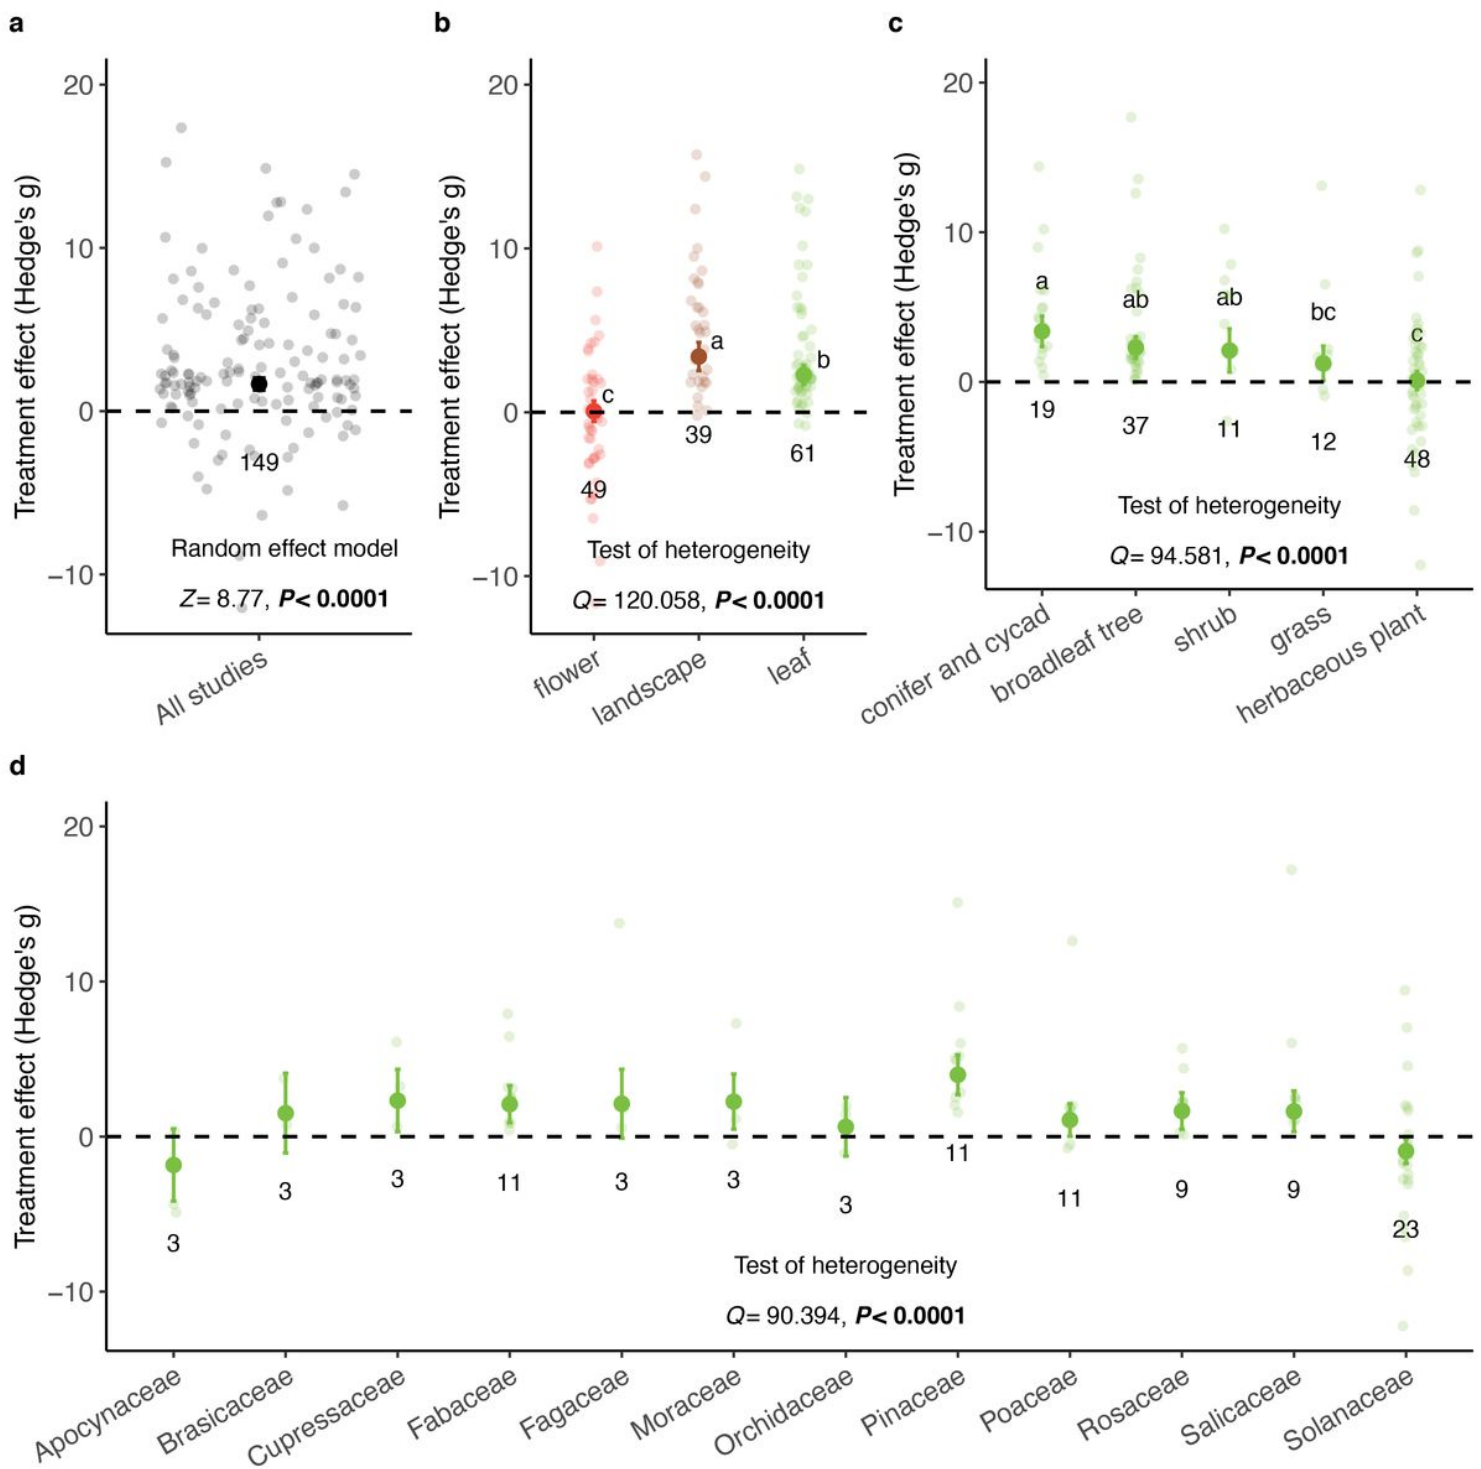 a
Treatment effect (Hedge's g)
20
10
0
−10
149
Random effect model
Z= 8.77, P< 0.0001
All studies
b
Treatment effect (Hedge's g)
20
10
0
−10
c
a
b
49
39
61
Test of heterogeneity
Q= 120.058, P< 0.0001
flower
landscape
leaf
c
Treatment effect (Hedge's g)
20
10
0
−10
a
ab
ab
bc
c
19
37
11
12
48
Test of heterogeneity
Q= 94.581, P< 0.0001
conifer and cycad
broadleaf tree
shrub
grass
herbaceous plant
d
Treatment effect (Hedge's g)
20
10
0
−10
3
3
3
11
3
3
3
11
11
9
9
23
Test of heterogeneity
Q= 90.394, P< 0.0001
Apocynaceae
Brasicaceae
Cupressaceae
Fabaceae
Fagaceae
Moraceae
Orchidaceae
Pinaceae
Poaceae
Rosaceae
Salicaceae
Solanaceae